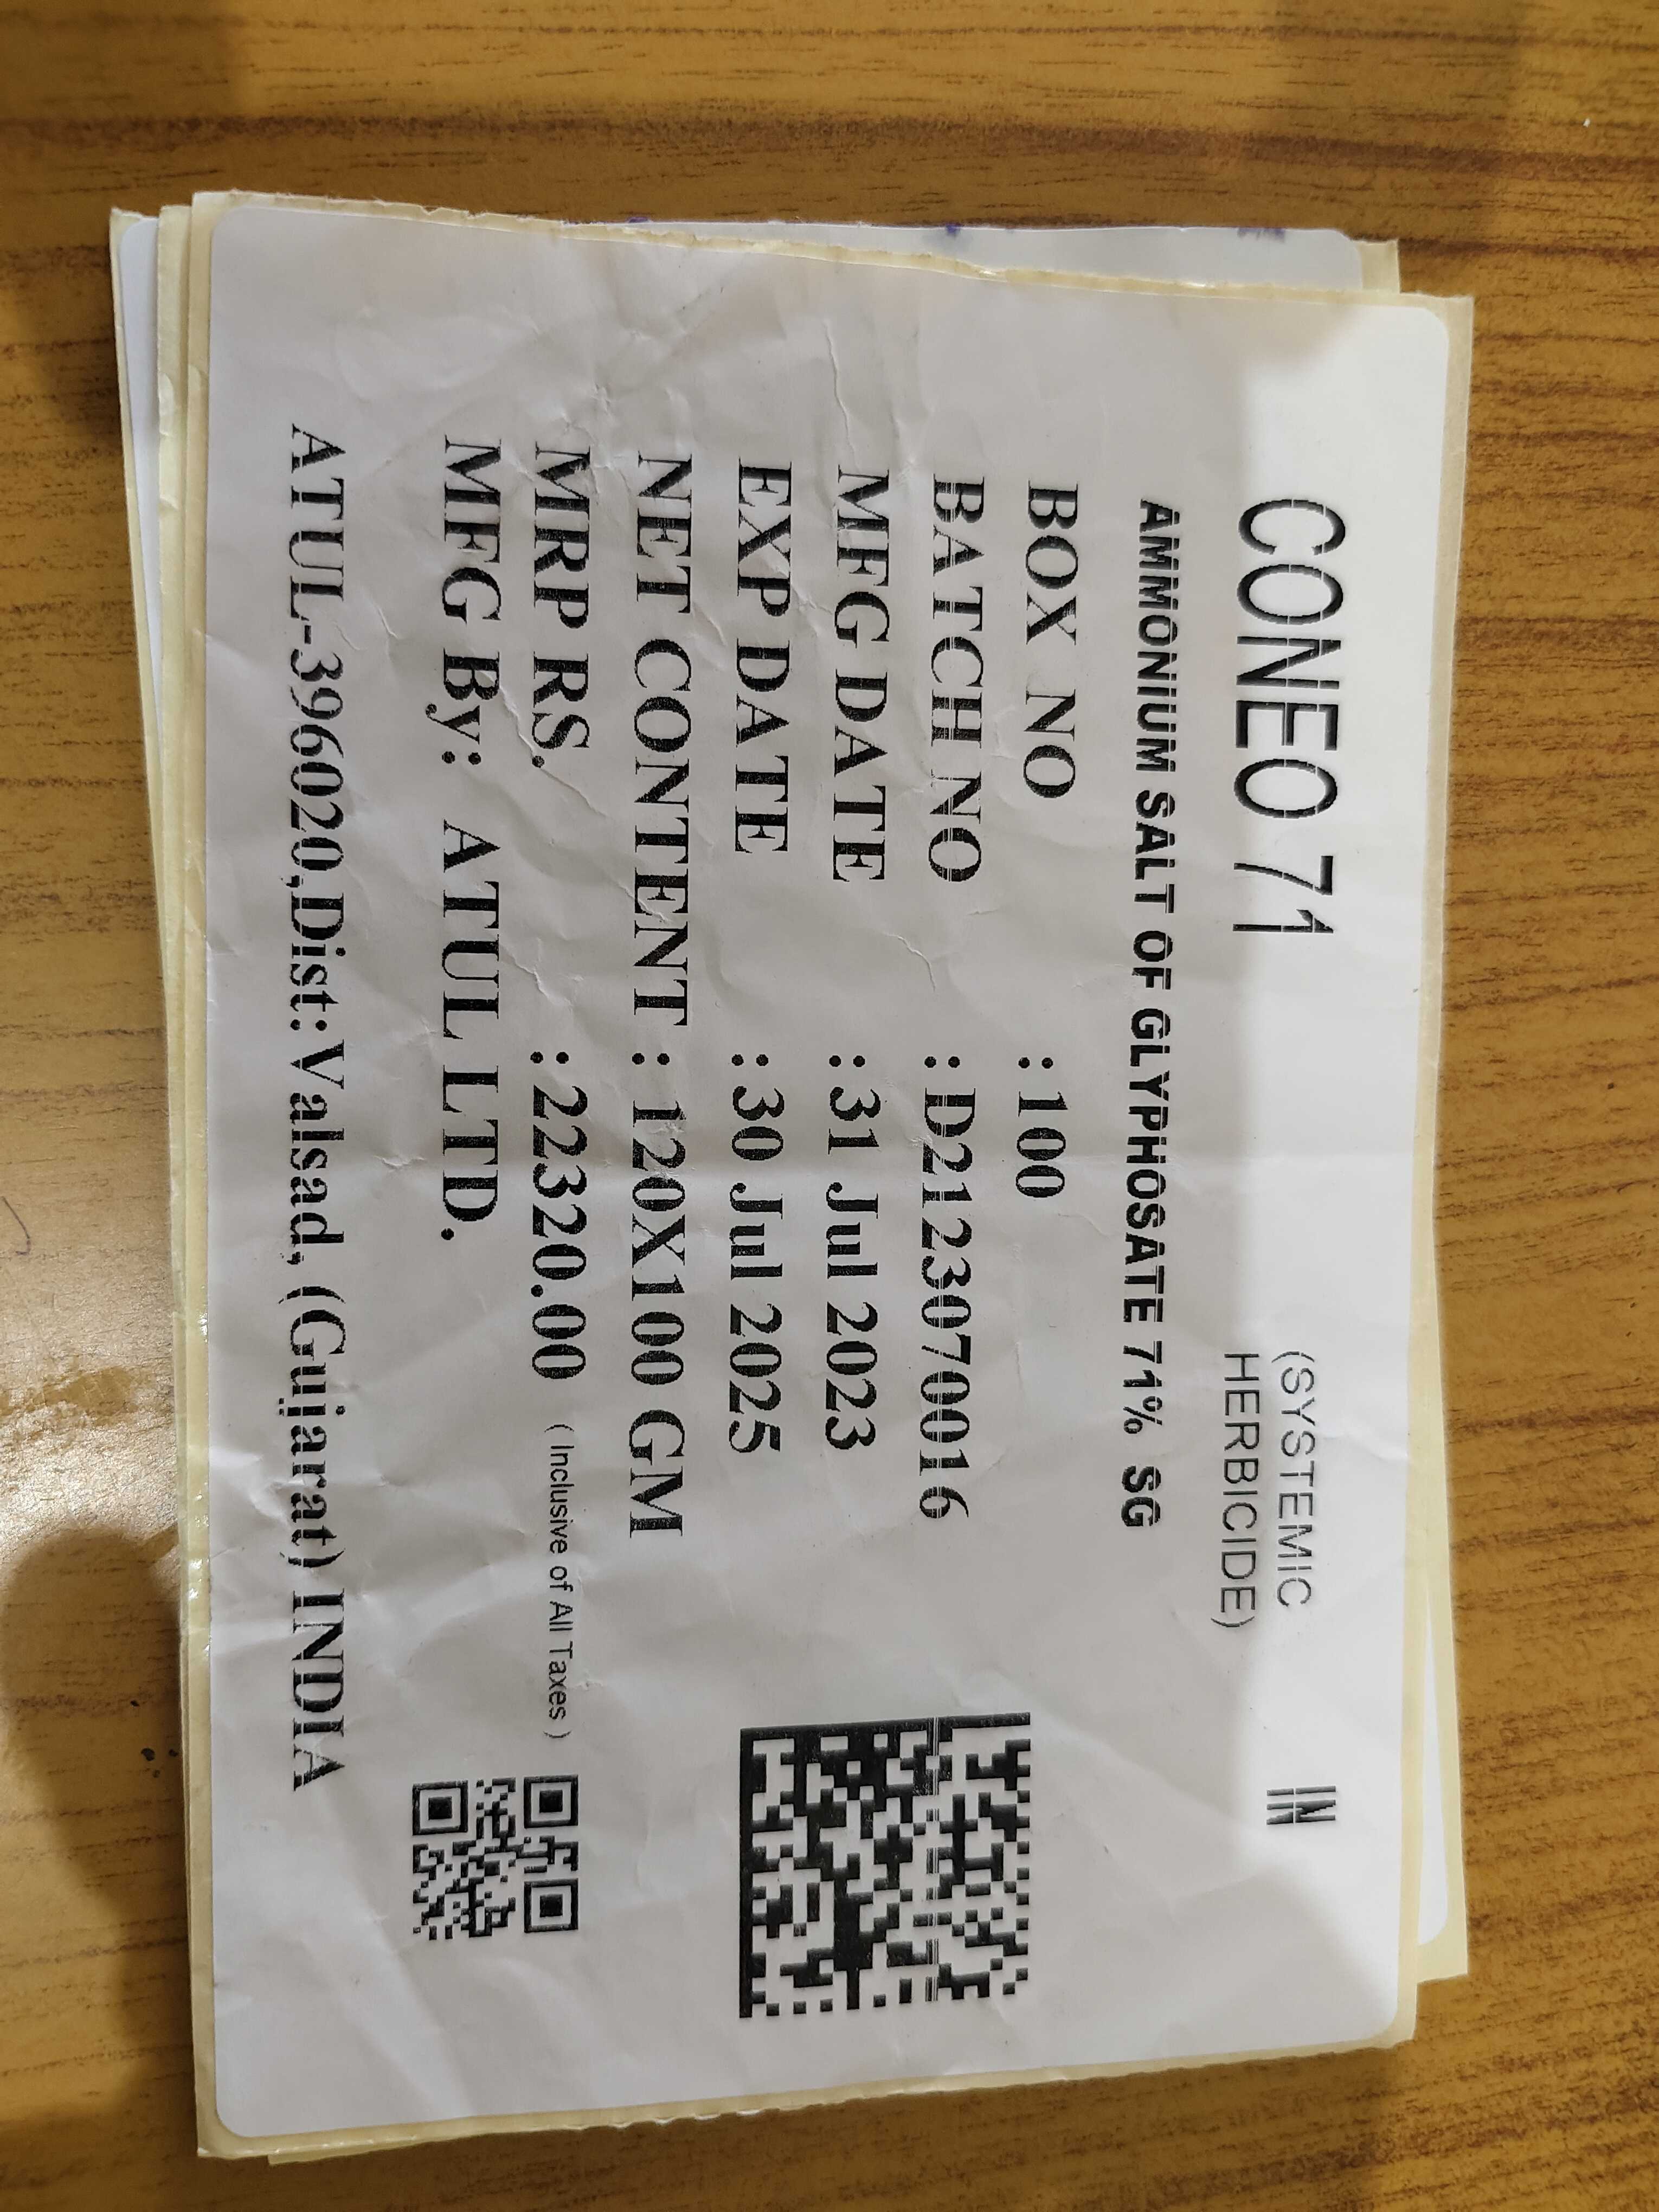 CONEO 71
(SYSTEMIC
HERBICIDE)
IN
AMMONIUM SALT OF GLYPHOSATE 71% SG
BOX NO :100
BATCH NO :D2123070016
MFG DATE :31 Jul 2023
EXP DATE :30 Jul 2025
NET CONTENT : 120X100 GM
MRP RS. :22320.00 ( Inclusive of All Taxes )
MFG By: ATUL LTD.
ATUL-396020,Dist:Valsad, (Gujarat) INDIA